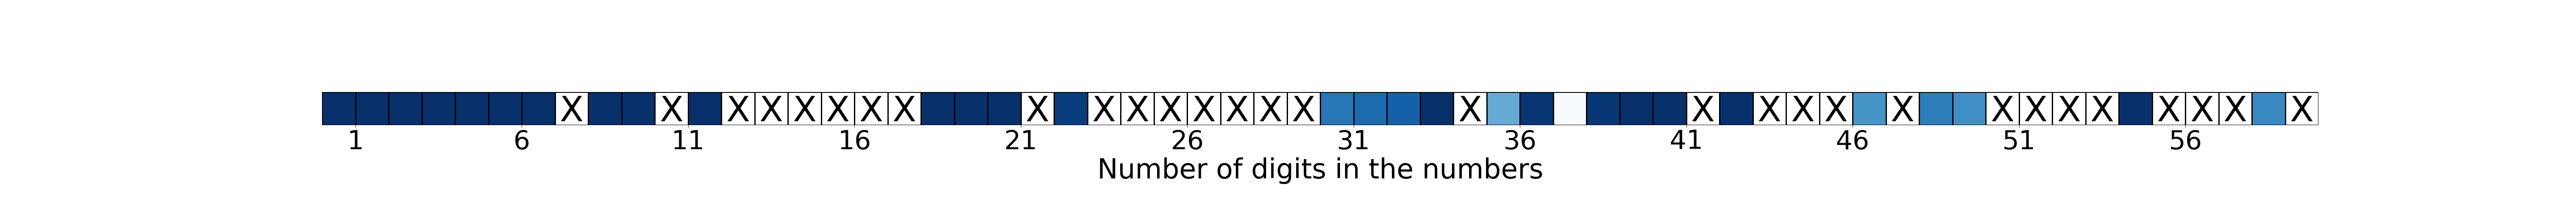 X X X X X X X X X X X X X X X X X X X X X X X X X X X X X X
1 6 11 16 21 26 31 36 41 46 51 56
Number of digits in the numbers